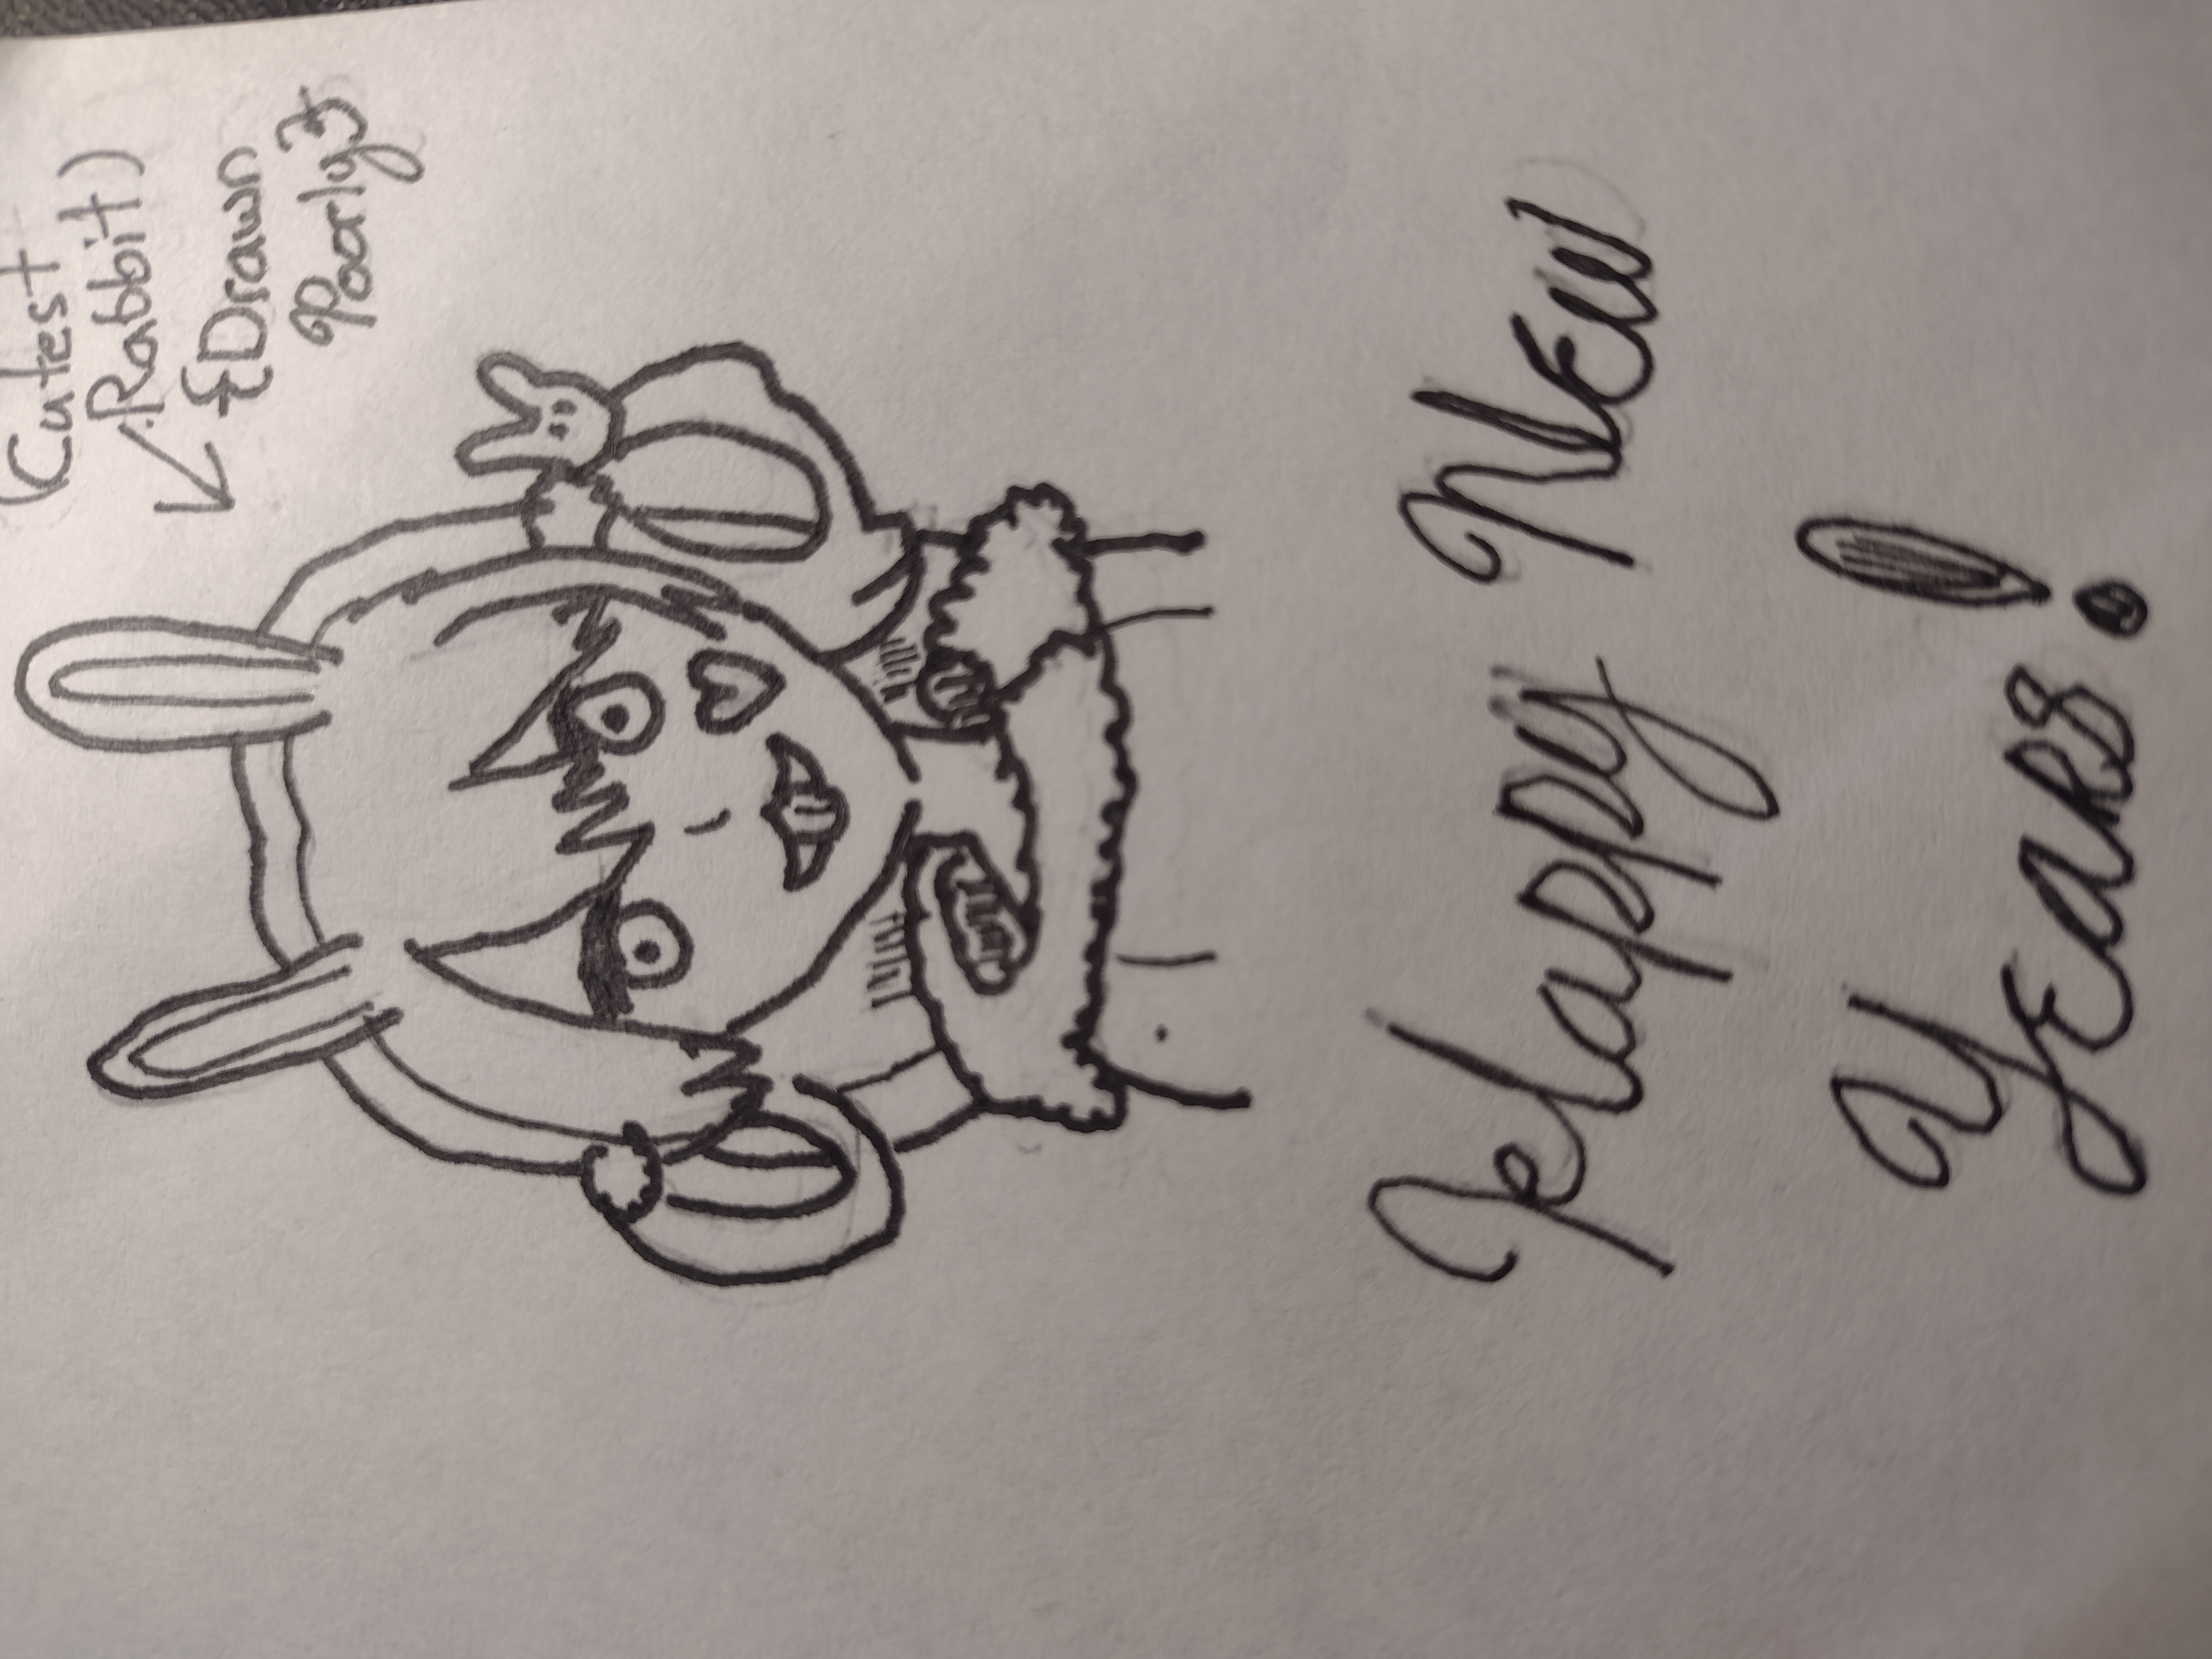 (Cutest
Rabbit)
{Drawn
Poorly}
Happy New
Years!